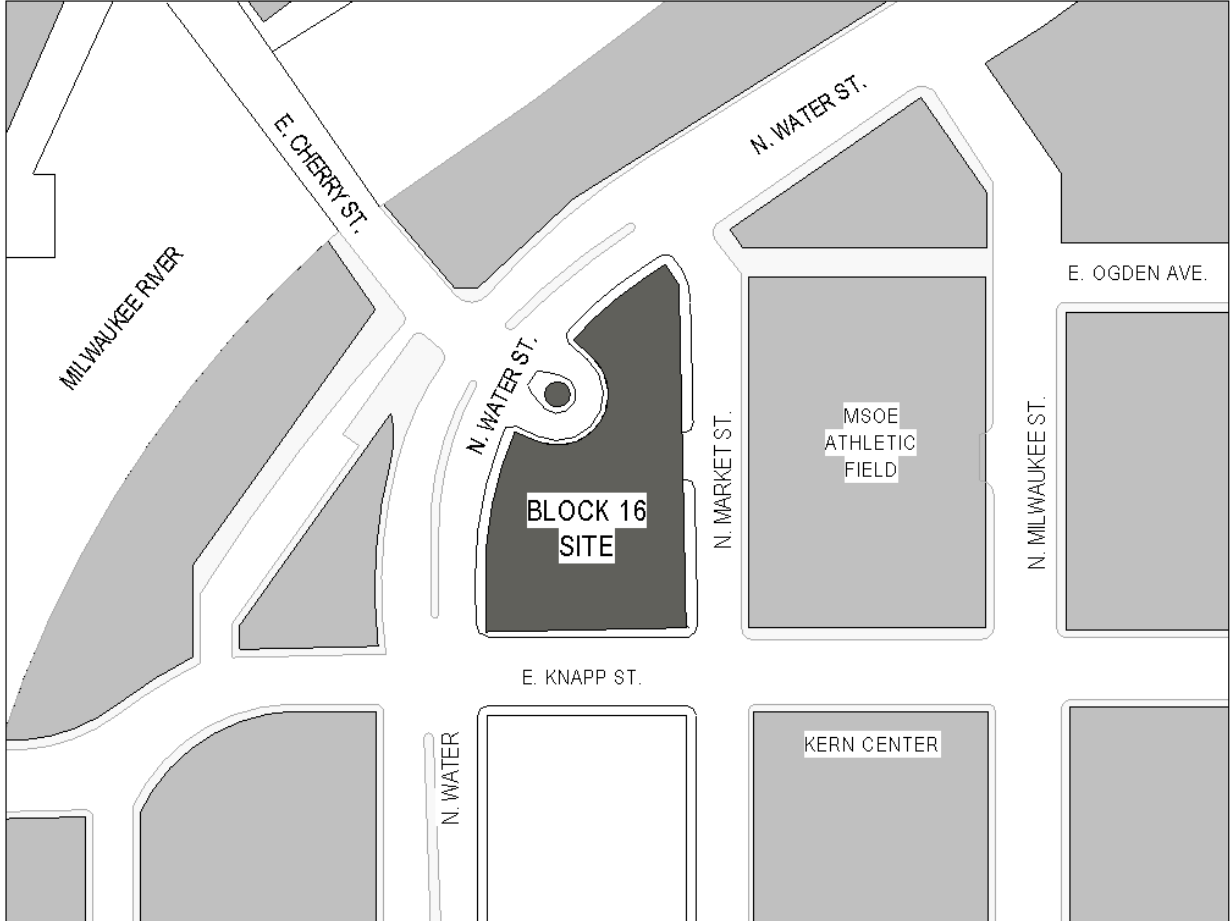 N. WATER ST.
E. CHERRY ST.
MILWAUKEE RIVER
E. OGDEN AVE.
N. WATER ST.
MSOE
ATHLETIC
FIELD
N. MARKET ST.
N. MILWAUKEE ST.
BLOCK 16
SITE
E. KNAPP ST.
N. WATER
KERN CENTER